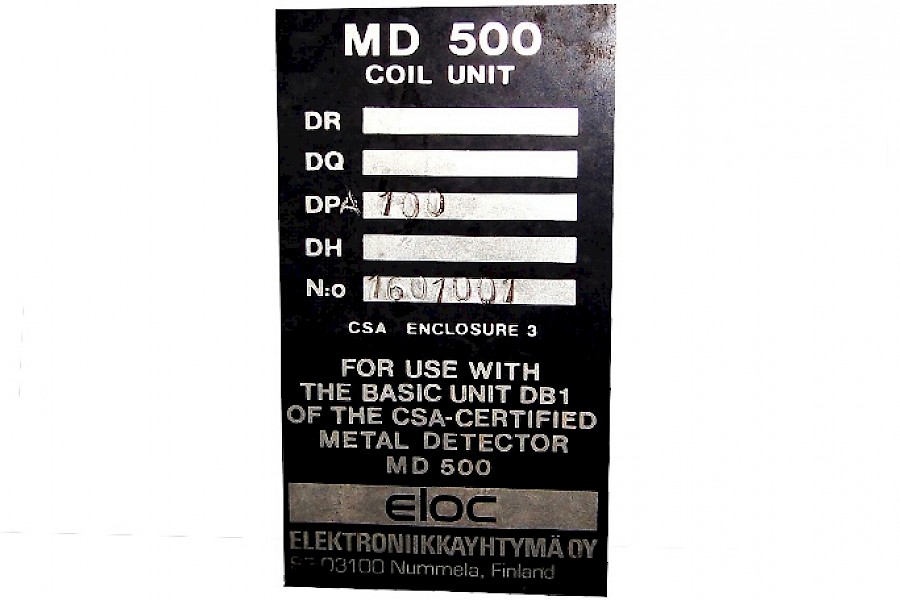 MD 500
COIL UNIT
DR
DQ
DPA 100
DH
N:o 1601001
CSA ENCLOSURE 3
FOR USE WITH
THE BASIC UNIT DB1
OF THE CSA-CERTIFIED
METAL DETECTOR
MD 500
eloc
ELEKTRONIIKKAYHTYMÄ OY
03100 Nummela, Finland